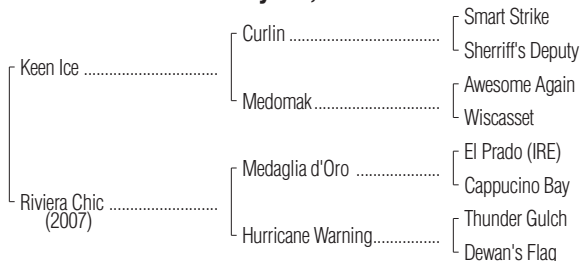 Smart Strike
Curlin
Sherriff's Deputy
Keen Ice
Awesome Again
Medomak
Wiscasset
El Prado (IRE)
Medaglia d'Oro
Cappucino Bay
Riviera Chic
(2007)
Thunder Gulch
Hurricane Warning
Dewan's Flag